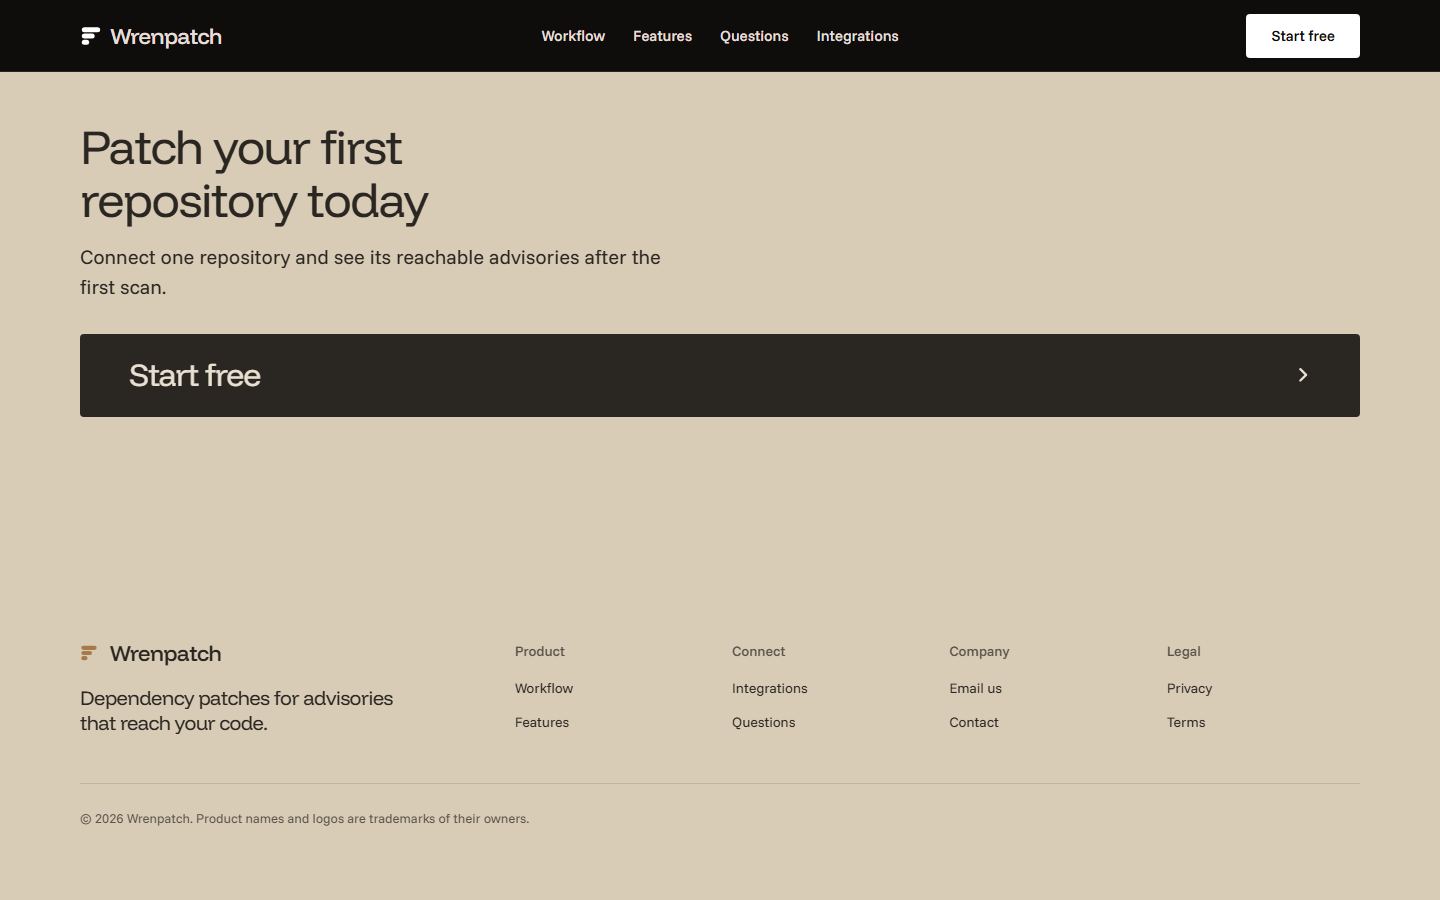 Wrenpatch
Workflow
Features
Questions
Integrations
Start free
Patch your first
repository today
Connect one repository and see its reachable advisories after the
first scan.
Start free
Wrenpatch
Dependency patches for advisories
that reach your code.
Product
Workflow
Features
Connect
Integrations
Questions
Company
Email us
Contact
Legal
Privacy
Terms
© 2026 Wrenpatch. Product names and logos are trademarks of their owners.